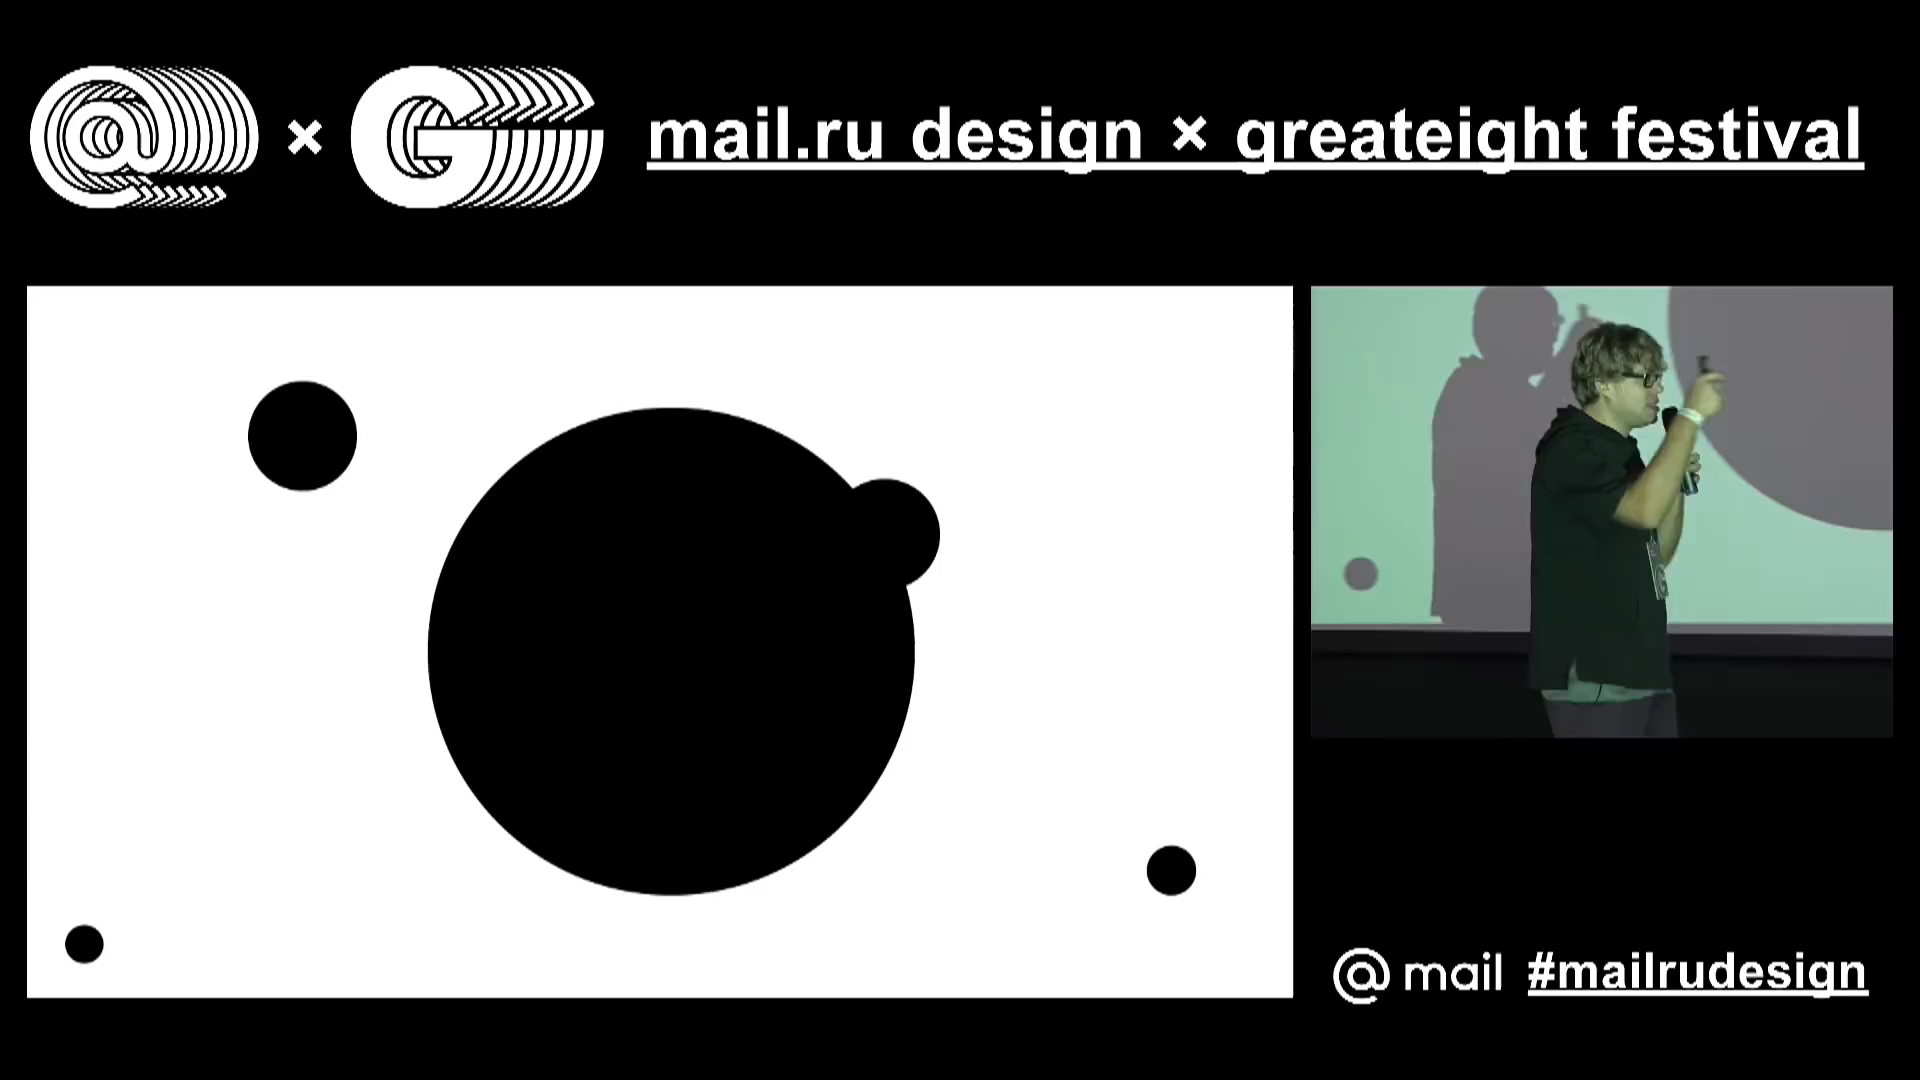 @ × G mail.ru design × greateight festival
@ mail #mailrudesign